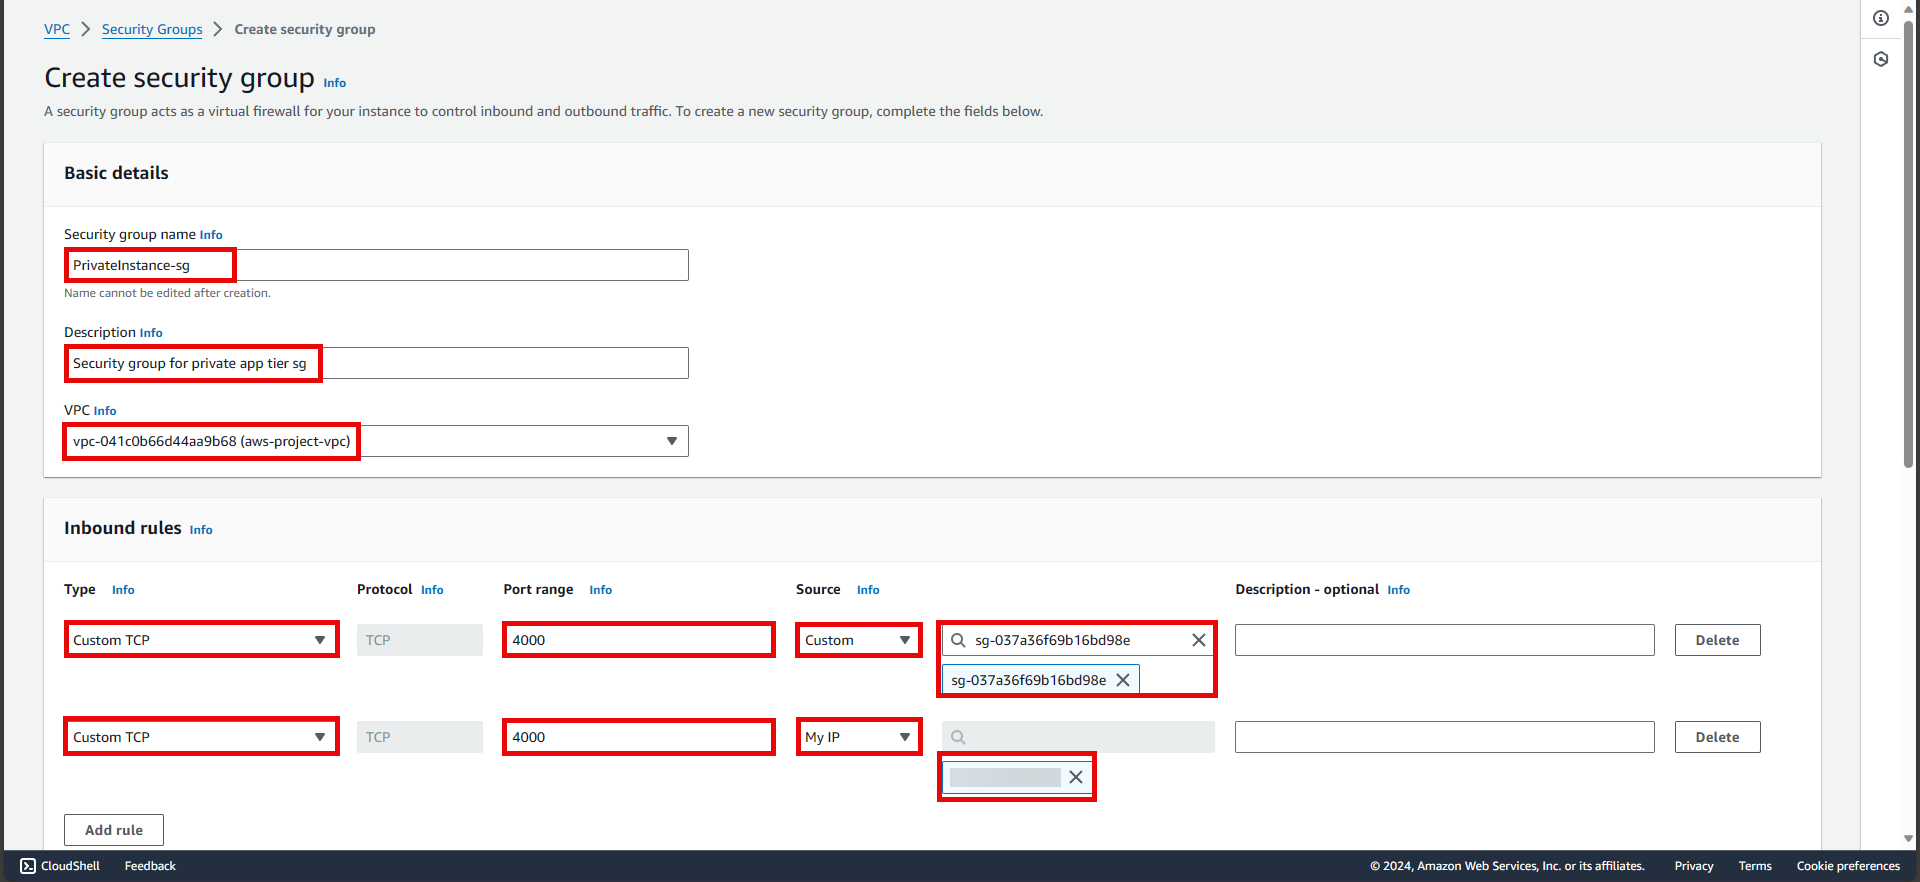 VPC > Security Groups > Create security group
Create security group Info
A security group acts as a virtual firewall for your instance to control inbound and outbound traffic. To create a new security group, complete the fields below.
Basic details
Security group name Info
PrivateInstance-sg
Name cannot be edited after creation.
Description Info
Security group for private app tier sg
VPC Info
vpc-041c0b66d44aa9b68 (aws-project-vpc)
Inbound rules Info
Type Info Protocol Info Port range Info Source Info Description - optional Info
Custom TCP TCP 4000 Custom sg-037a36f69b16bd98e Delete
sg-037a36f69b16bd98e
Custom TCP TCP 4000 My IP Delete
Add rule
CloudShell Feedback © 2024, Amazon Web Services, Inc. or its affiliates. Privacy Terms Cookie preferences